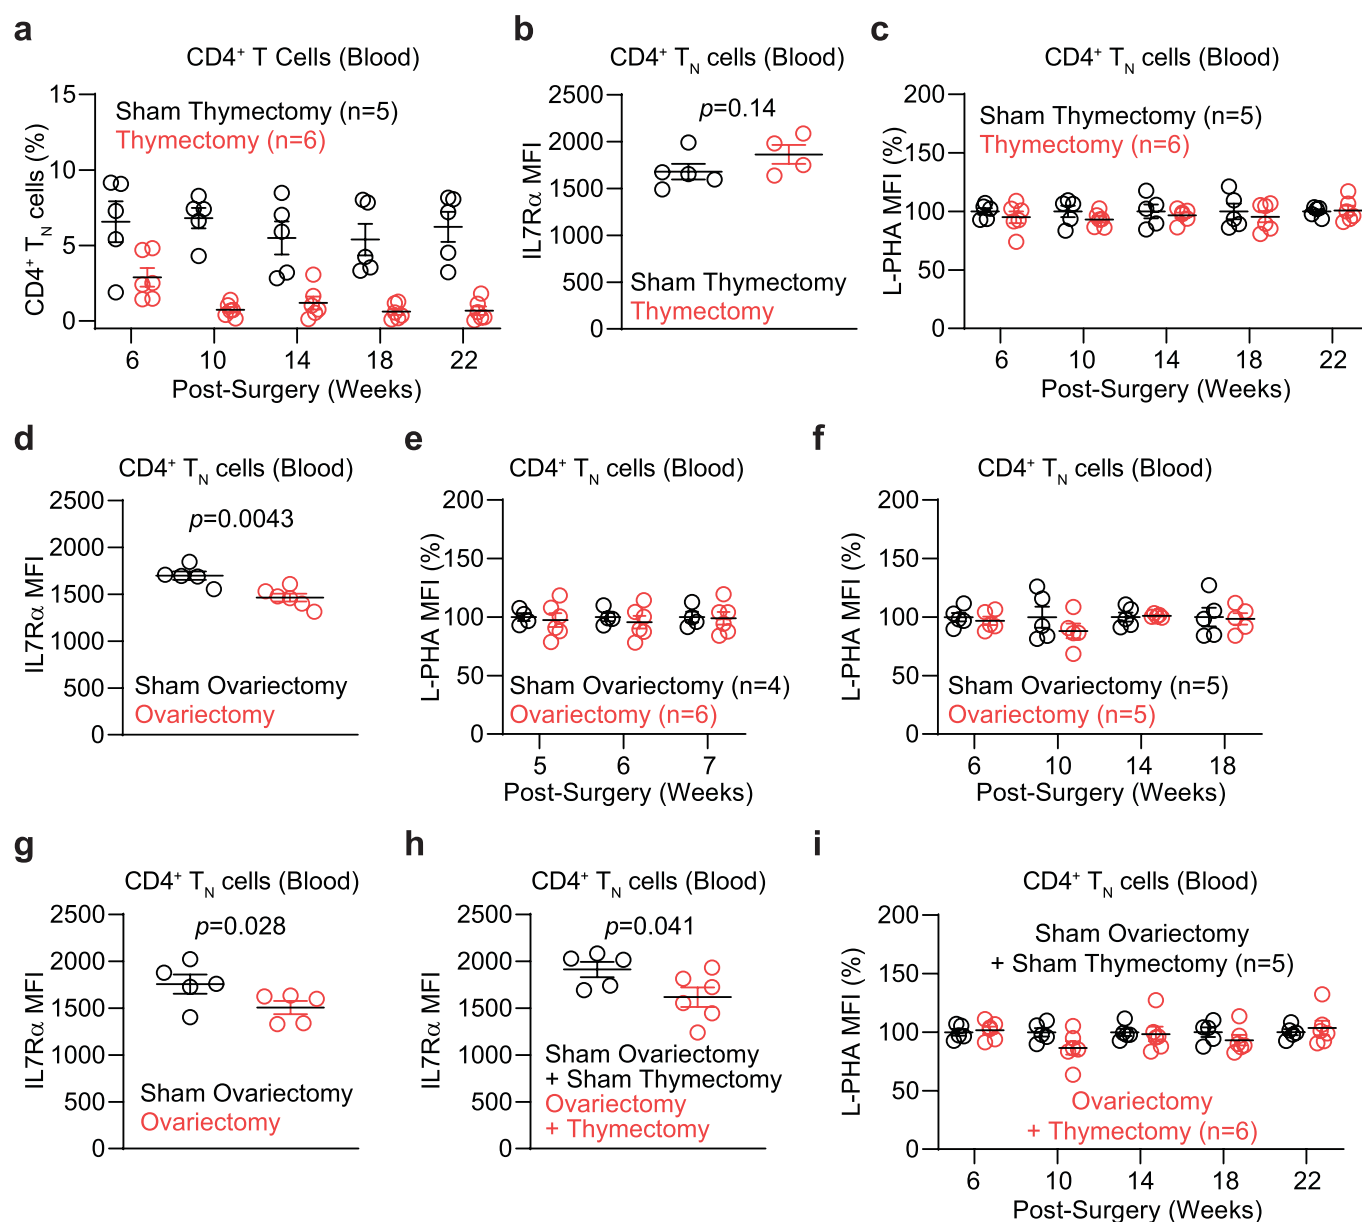 a
CD4⁺ T Cells (Blood)
CD4⁺ T_N cells (%)
15
10
5
0
Sham Thymectomy (n=5)
Thymectomy (n=6)
6 10 14 18 22
Post-Surgery (Weeks)
b
CD4⁺ T_N cells (Blood)
IL7Rα MFI
2500
2000
1500
1000
500
0
p=0.14
Sham Thymectomy
Thymectomy
c
CD4⁺ T_N cells (Blood)
L-PHA MFI (%)
200
150
100
50
0
Sham Thymectomy (n=5)
Thymectomy (n=6)
6 10 14 18 22
Post-Surgery (Weeks)
d
CD4⁺ T_N cells (Blood)
IL7Rα MFI
2500
2000
1500
1000
500
0
p=0.0043
Sham Ovariectomy
Ovariectomy
e
CD4⁺ T_N cells (Blood)
L-PHA MFI (%)
200
150
100
50
0
Sham Ovariectomy (n=4)
Ovariectomy (n=6)
5 6 7
Post-Surgery (Weeks)
f
CD4⁺ T_N cells (Blood)
L-PHA MFI (%)
200
150
100
50
0
Sham Ovariectomy (n=5)
Ovariectomy (n=5)
6 10 14 18
Post-Surgery (Weeks)
g
CD4⁺ T_N cells (Blood)
IL7Rα MFI
2500
2000
1500
1000
500
0
p=0.028
Sham Ovariectomy
Ovariectomy
h
CD4⁺ T_N cells (Blood)
IL7Rα MFI
2500
2000
1500
1000
500
0
p=0.041
Sham Ovariectomy
+ Sham Thymectomy
Ovariectomy
+ Thymectomy
i
CD4⁺ T_N cells (Blood)
L-PHA MFI (%)
200
150
100
50
0
Sham Ovariectomy
+ Sham Thymectomy (n=5)
Ovariectomy
+ Thymectomy (n=6)
6 10 14 18 22
Post-Surgery (Weeks)